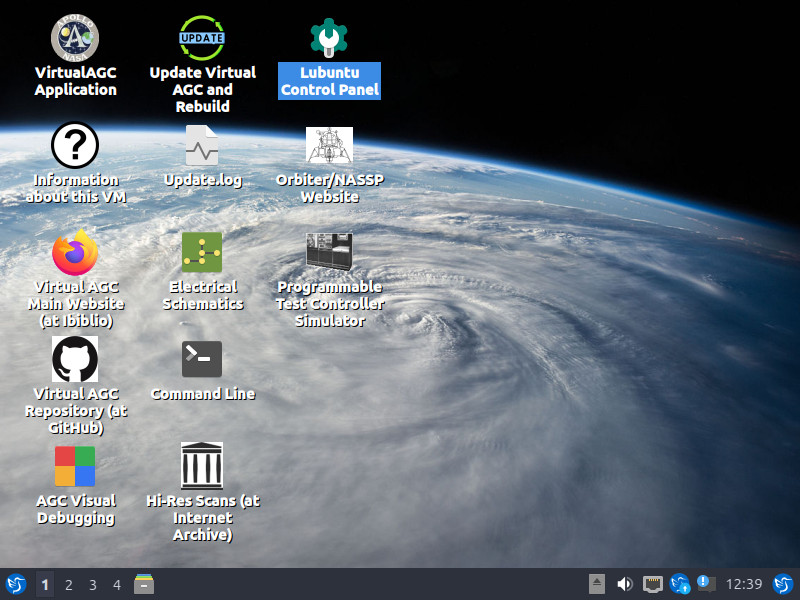 APOLLO
NASA
VirtualAGC
Application
UPDATE
Update Virtual
AGC and
Rebuild
Lubuntu
Control Panel
?
Information
about this VM
Update.log
Orbiter/NASSP
Website
Virtual AGC
Main Website
(at Ibiblio)
Electrical
Schematics
Programmable
Test Controller
Simulator
Virtual AGC
Repository (at
GitHub)
Command Line
AGC Visual
Debugging
Hi-Res Scans (at
Internet
Archive)
1 2 3 4
12:39